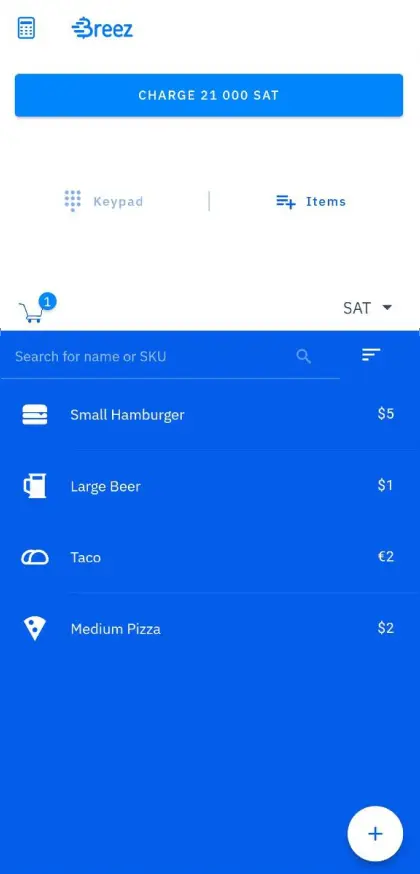 Breez
CHARGE 21 000 SAT
Keypad
Items
1
SAT
Search for name or SKU
Small Hamburger $5
Large Beer $1
Taco €2
Medium Pizza $2